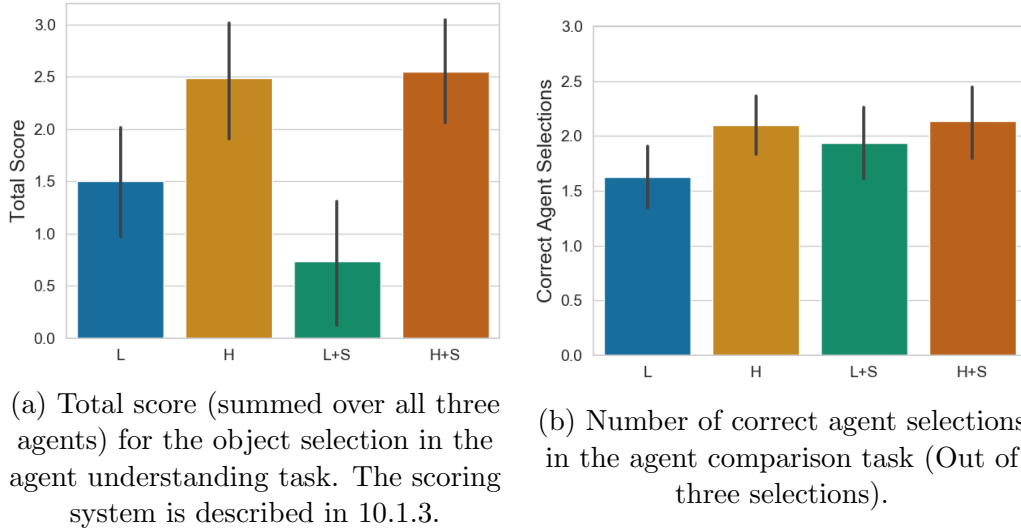 3.0
2.5
2.0
1.5
1.0
0.5
0.0
Total Score
L H L+S H+S
(a) Total score (summed over all three
agents) for the object selection in the
agent understanding task. The scoring
system is described in 10.1.3.
3.0
2.5
2.0
1.5
1.0
0.5
0.0
Correct Agent Selections
L H L+S H+S
(b) Number of correct agent selections
in the agent comparison task (Out of
three selections).